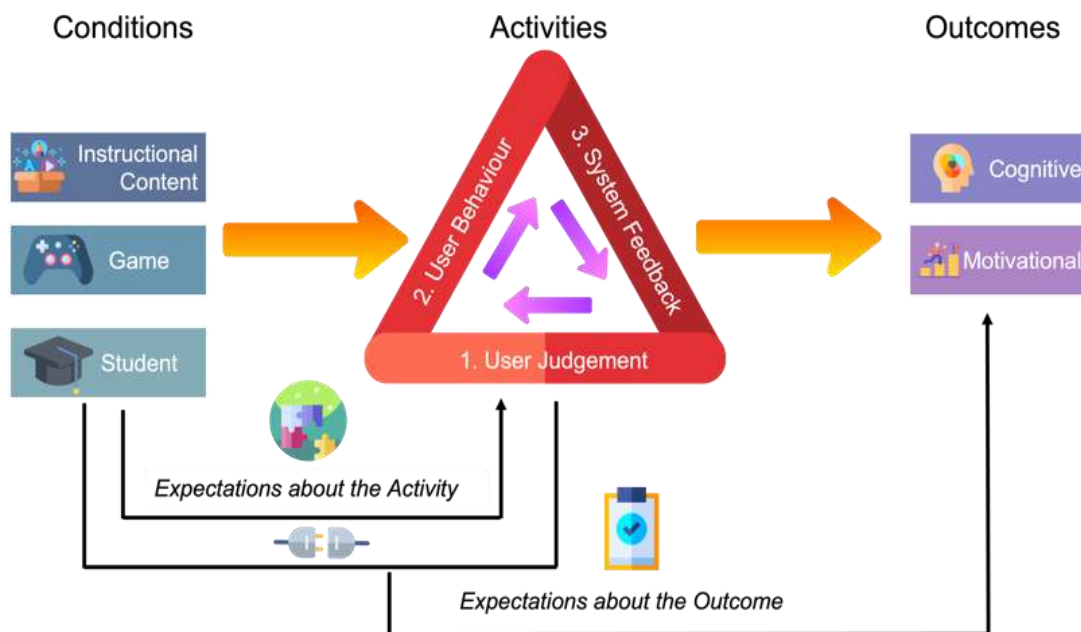 Conditions
Activities
Outcomes
Instructional
Content
Game
Student
2. User Behaviour
3. System Feedback
1. User Judgement
Cognitive
Motivational
Expectations about the Activity
Expectations about the Outcome